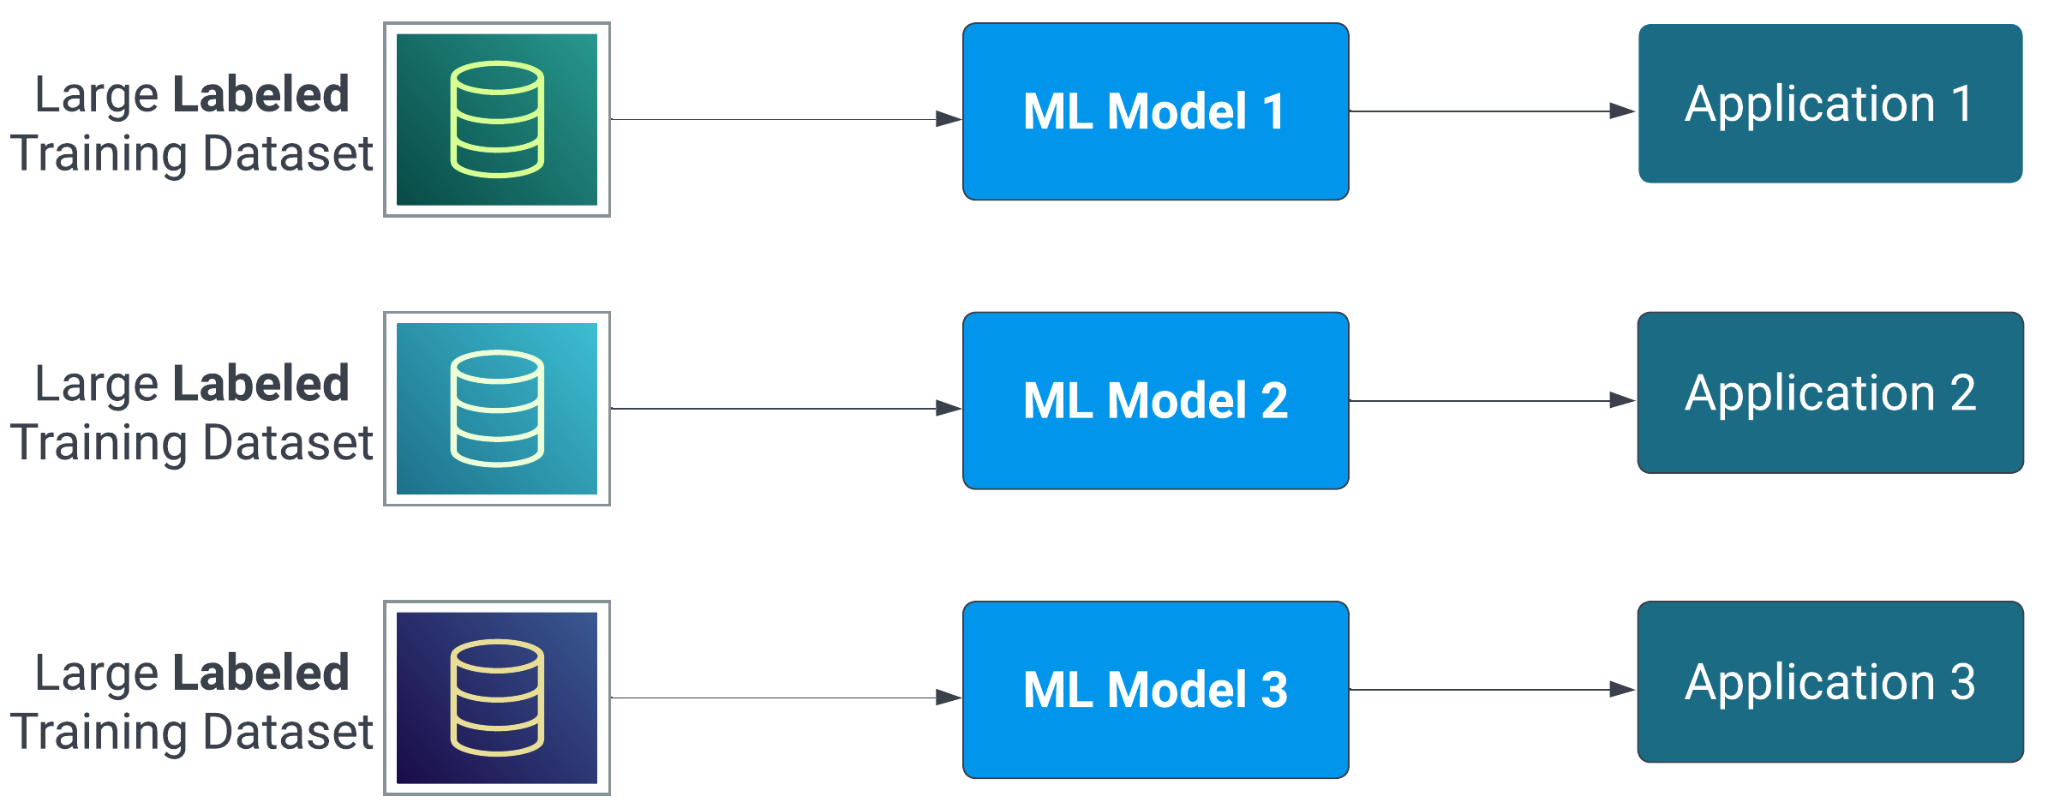 Large Labeled
Training Dataset
ML Model 1
Application 1
Large Labeled
Training Dataset
ML Model 2
Application 2
Large Labeled
Training Dataset
ML Model 3
Application 3